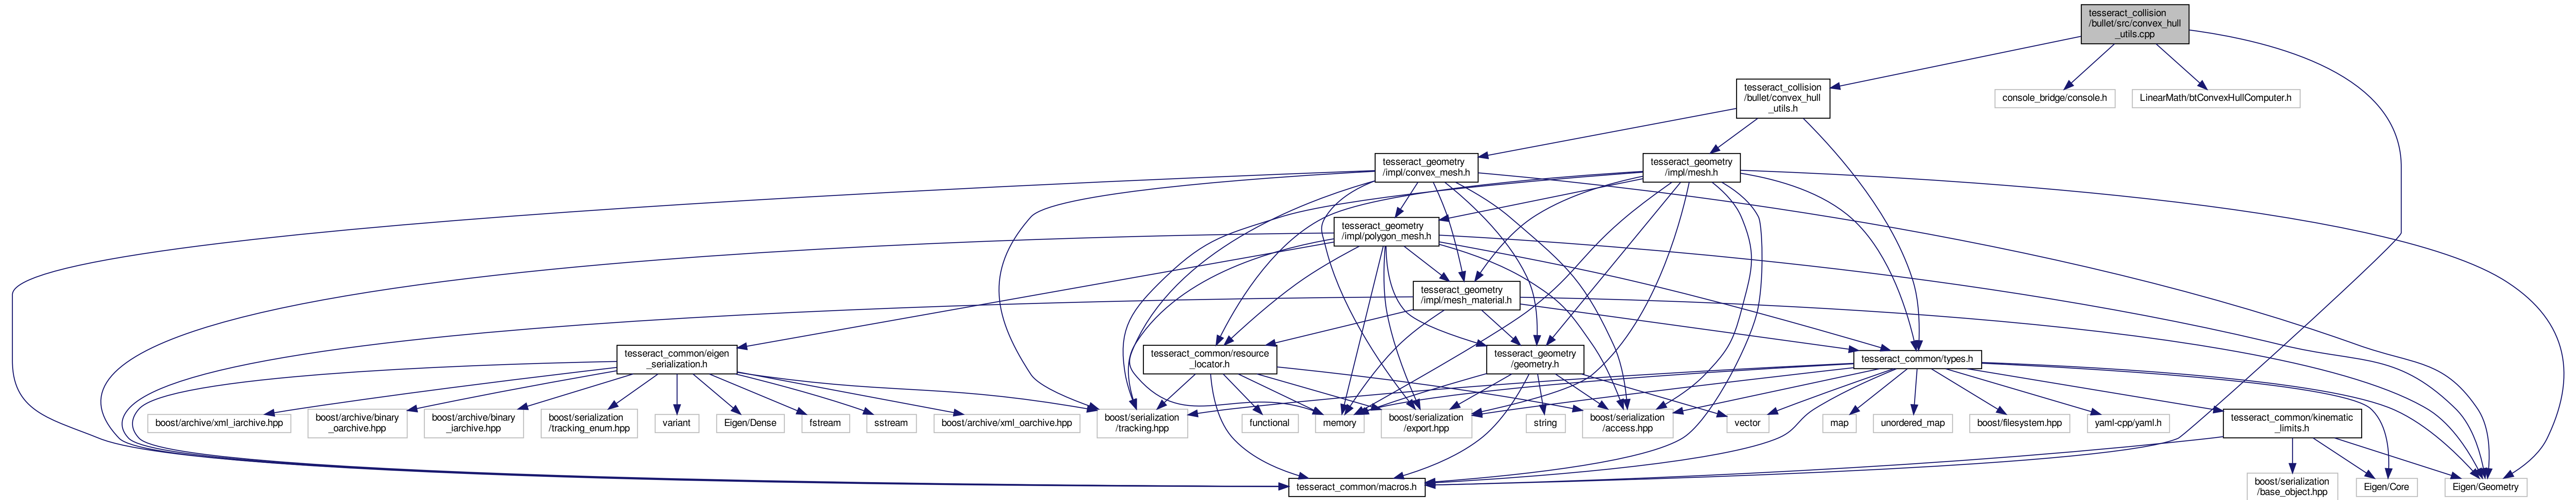 tesseract_collision
/bullet/src/convex_hull
_utils.cpp
tesseract_collision
/bullet/convex_hull
_utils.h
console_bridge/console.h
LinearMath/btConvexHullComputer.h
tesseract_geometry
/impl/convex_mesh.h
tesseract_geometry
/impl/mesh.h
tesseract_geometry
/impl/polygon_mesh.h
tesseract_geometry
/impl/mesh_material.h
tesseract_common/eigen
_serialization.h
tesseract_common/resource
_locator.h
tesseract_geometry
/geometry.h
tesseract_common/types.h
boost/archive/xml_iarchive.hpp
boost/archive/binary
_oarchive.hpp
boost/archive/binary
_iarchive.hpp
boost/serialization
/tracking_enum.hpp
variant
Eigen/Dense
fstream
sstream
boost/archive/xml_oarchive.hpp
boost/serialization
/tracking.hpp
functional
memory
boost/serialization
/export.hpp
string
boost/serialization
/access.hpp
vector
map
unordered_map
boost/filesystem.hpp
yaml-cpp/yaml.h
tesseract_common/kinematic
_limits.h
tesseract_common/macros.h
boost/serialization
/base_object.hpp
Eigen/Core
Eigen/Geometry